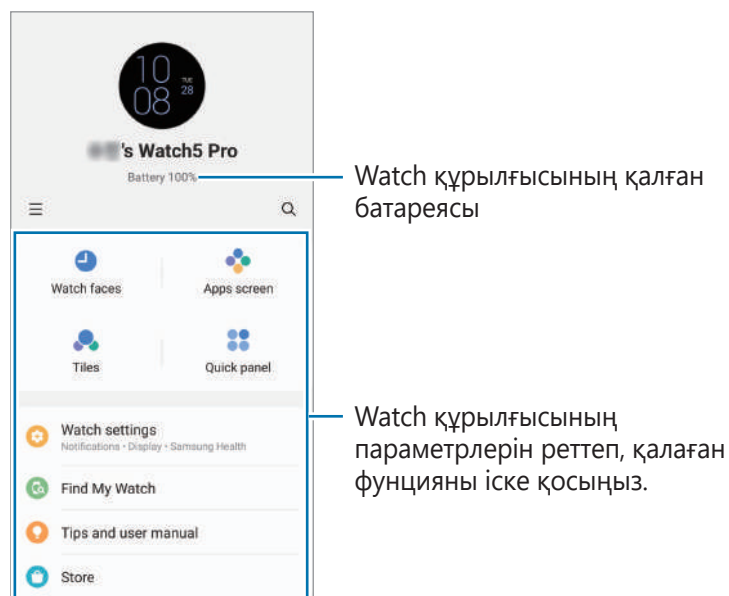 10
08
TUE
28
's Watch5 Pro
Battery 100%
Watch құрылғысының қалған
батареясы
Watch faces
Apps screen
Tiles
Quick panel
Watch settings
Notifications • Display • Samsung Health
Find My Watch
Tips and user manual
Store
Watch құрылғысының
параметрлерін реттеп, қалаған
фунцияны іске қосыңыз.